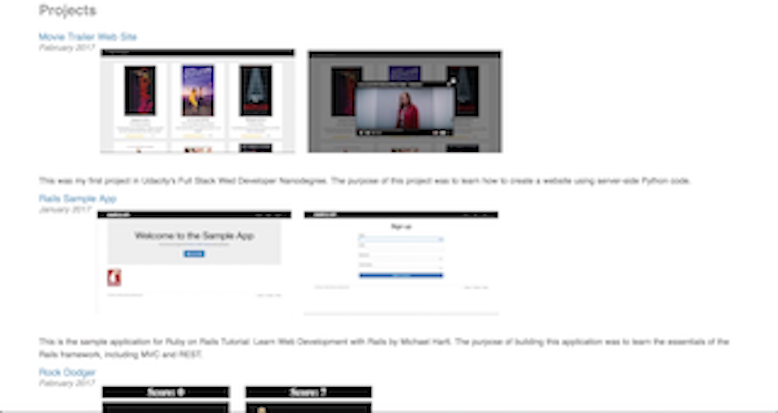 Projects
Movie Trailer Web Site
February 2017
This was my first project in Udacity's Full Stack Wed Developer Nanodegree. The purpose of this project was to learn how to create a website using server-side Python code.
Rails Sample App
January 2017
Welcome to the Sample App
Sign up
This is the sample application for Ruby on Rails Tutorial: Learn Web Development with Rails by Michael Hartl. The purpose of building this application was to learn the essentials of the
Rails framework, including MVC and REST.
Rock Dodger
February 2017
Score: 0
Score: 7